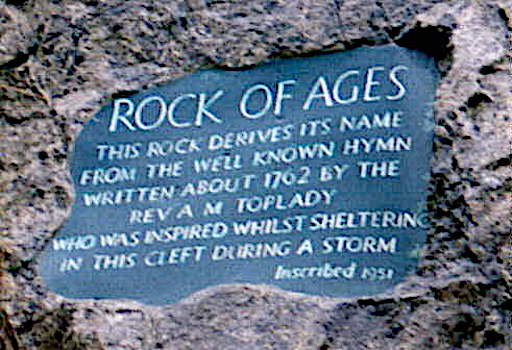 ROCK OF AGES
THIS ROCK DERIVES ITS NAME
FROM THE WELL KNOWN HYMN
WRITTEN ABOUT 1762 BY THE
REV A M TOPLADY
WHO WAS INSPIRED WHILST SHELTERING
IN THIS CLEFT DURING A STORM
Inscribed 1951